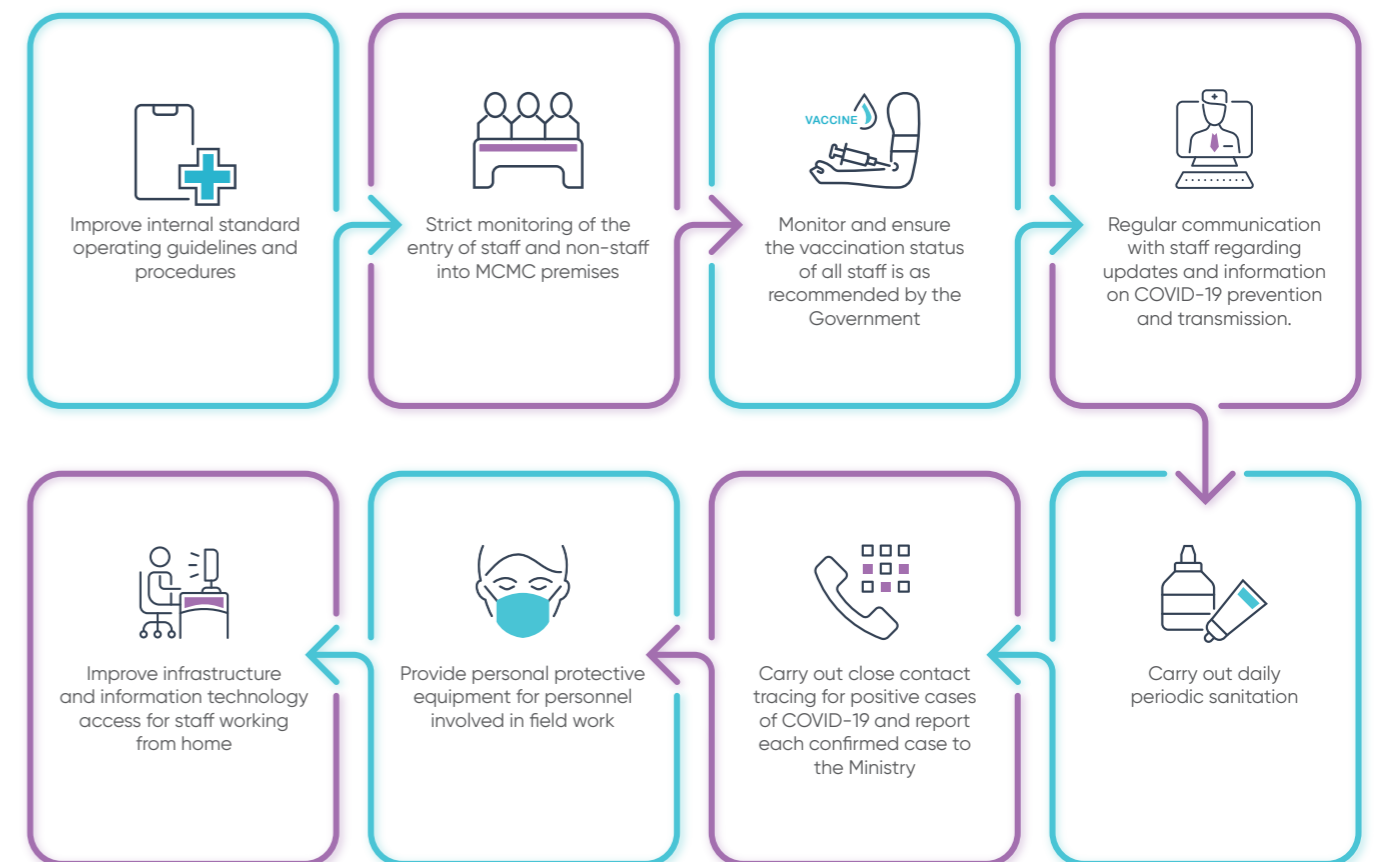 Improve internal standard
operating guidelines and
procedures
Strict monitoring of the
entry of staff and non-staff
into MCMC premises
VACCINE
Monitor and ensure
the vaccination status
of all staff is as
recommended by the
Government
Regular communication
with staff regarding
updates and information
on COVID-19 prevention
and transmission.
Carry out daily
periodic sanitation
Carry out close contact
tracing for positive cases
of COVID-19 and report
each confirmed case to
the Ministry
Provide personal protective
equipment for personnel
involved in field work
Improve infrastructure
and information technology
access for staff working
from home